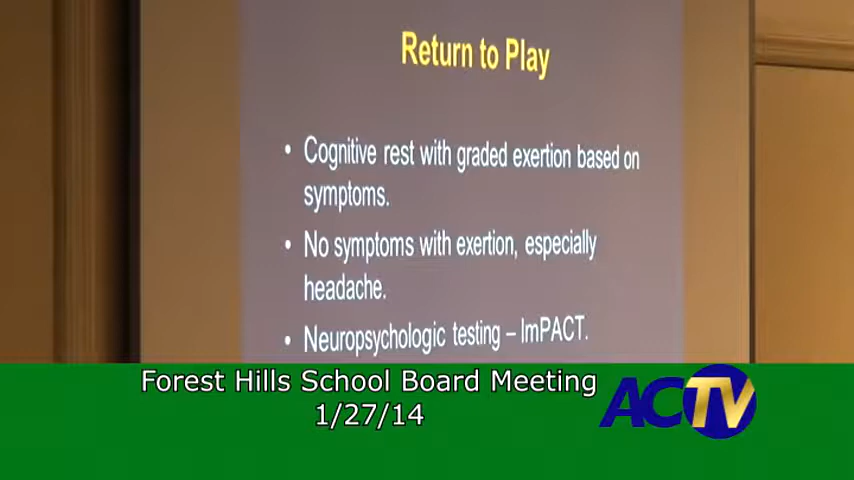 Return to Play
• Cognitive rest with graded exertion based on
symptoms.
• No symptoms with exertion, especially
headache.
• Neuropsychologic testing – ImPACT.
Forest Hills School Board Meeting
1/27/14
ACTV